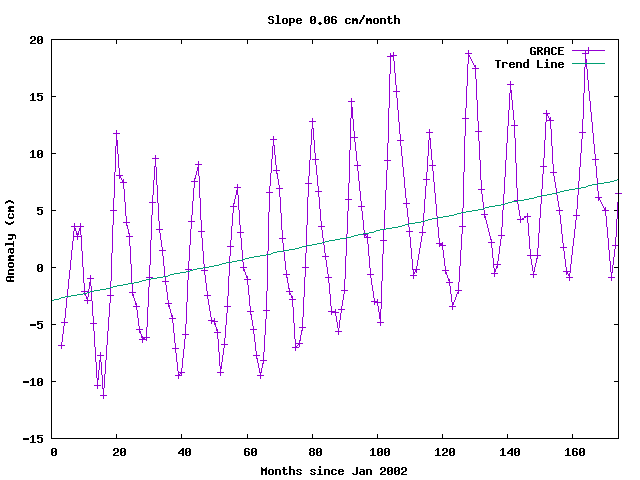 Slope 0.06 cm/month
GRACE
Trend Line
20
15
10
5
0
-5
-10
-15
Anomaly (cm)
0 20 40 60 80 100 120 140 160
Months since Jan 2002